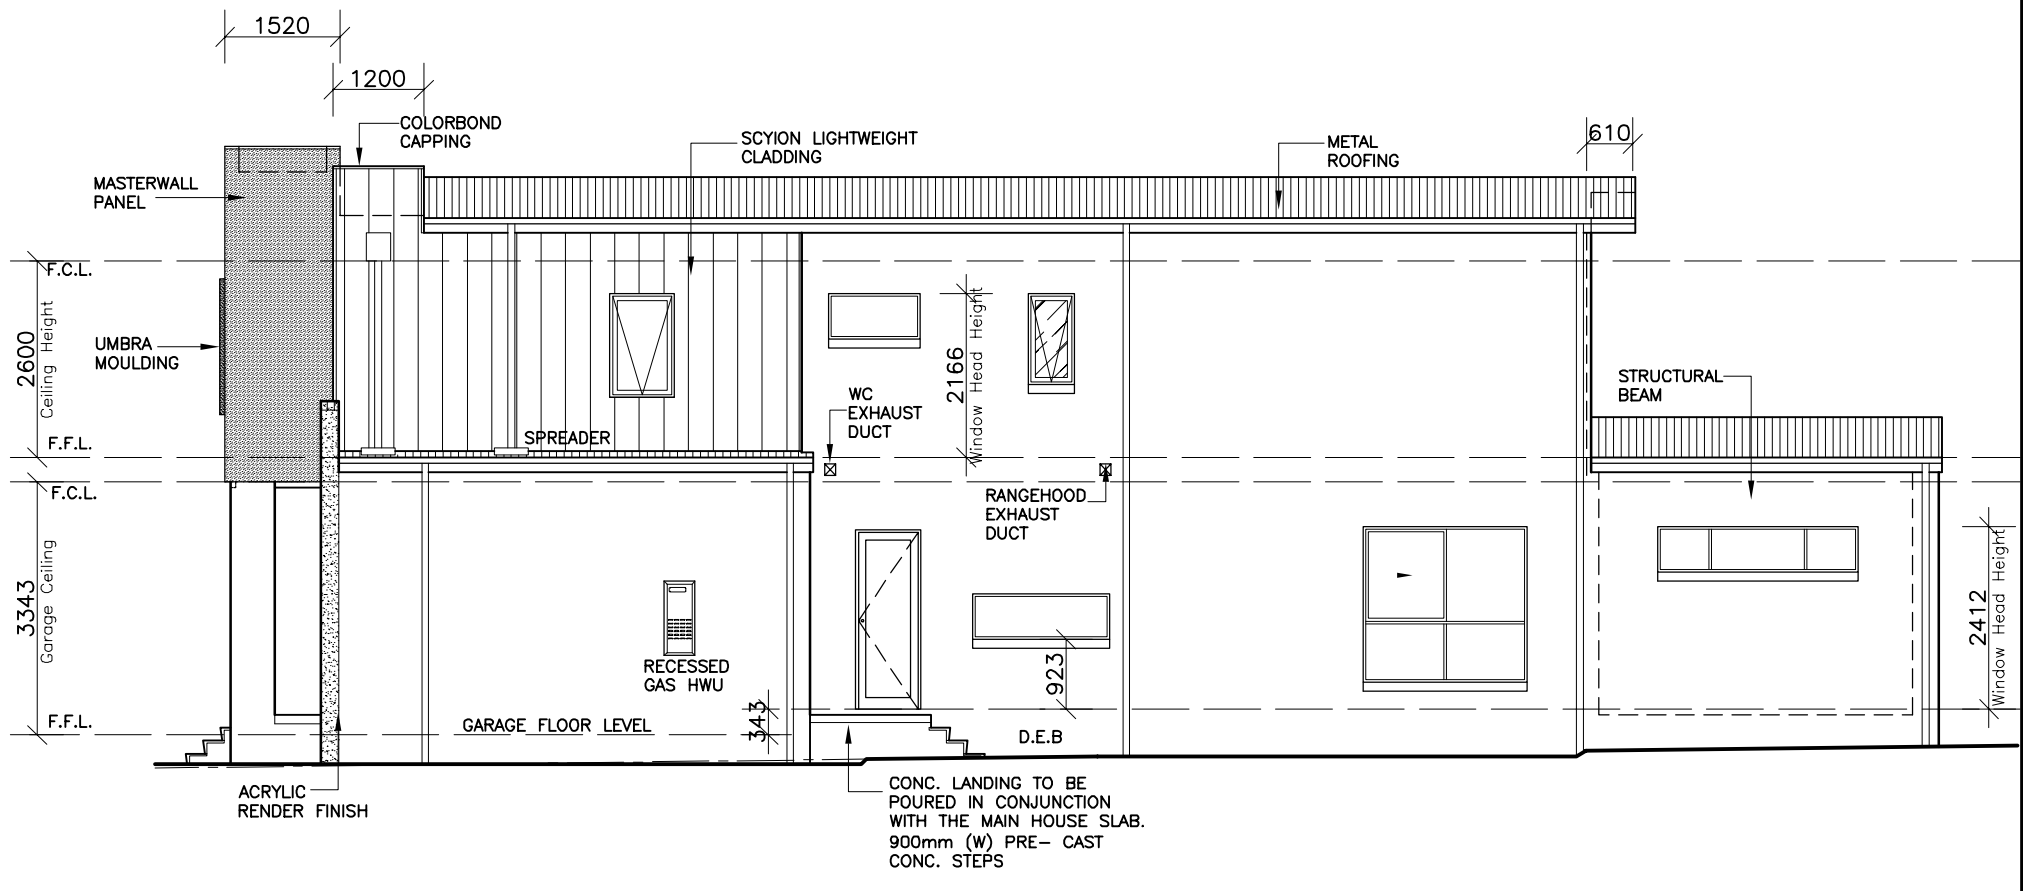 1520
1200
COLORBOND
CAPPING
SCYION LIGHTWEIGHT
CLADDING
METAL
ROOFING
610
MASTERWALL
PANEL
F.C.L.
2600
Ceiling Height
UMBRA
MOULDING
F.F.L.
F.C.L.
3343
Garage Ceiling
F.F.L.
SPREADER
WC
EXHAUST
DUCT
2166
Window Head Height
RANGEHOOD
EXHAUST
DUCT
STRUCTURAL
BEAM
2412
Window Head Height
RECESSED
GAS HWU
923
343
GARAGE FLOOR LEVEL
D.E.B
ACRYLIC
RENDER FINISH
CONC. LANDING TO BE
POURED IN CONJUNCTION
WITH THE MAIN HOUSE SLAB.
900mm (W) PRE- CAST
CONC. STEPS